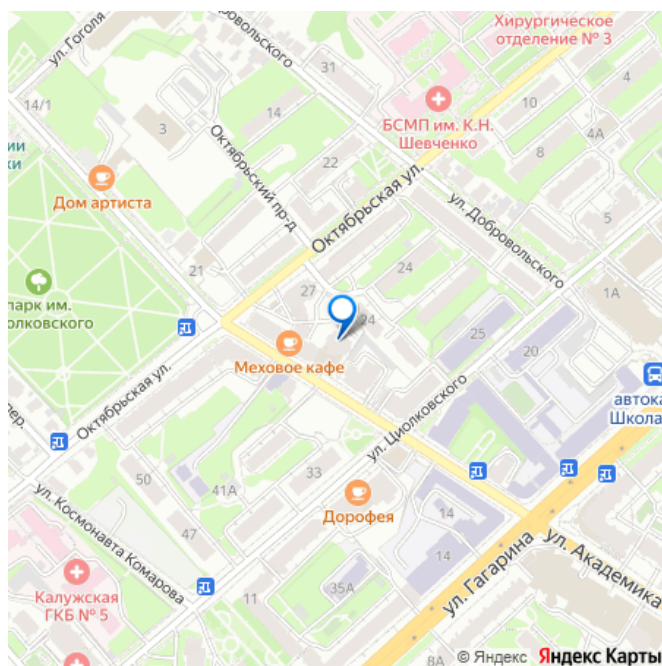 Хирургическое
отделение № 3
ул. Гоголя
Добровольского
31
4
14/1
14
10
3
БСМП им. К.Н.
Шевченко
4А
8
22
Октябрьский пр-д
Октябрьская ул.
ул. Добровольского
Дом артиста
5
21
24
27
1А
парк им.
24
25
20
Меховое кафе
автока
Школа
Октябрьская ул.
пер.
ул. Циолковского
33
50
41А
ул. Космонавта Комарова
Дорофея
14
47
14
ул. Гагарина
ул. Академика
Калужская
ГКБ № 5
11
35А
8А
© Яндекс Яндекс Карты